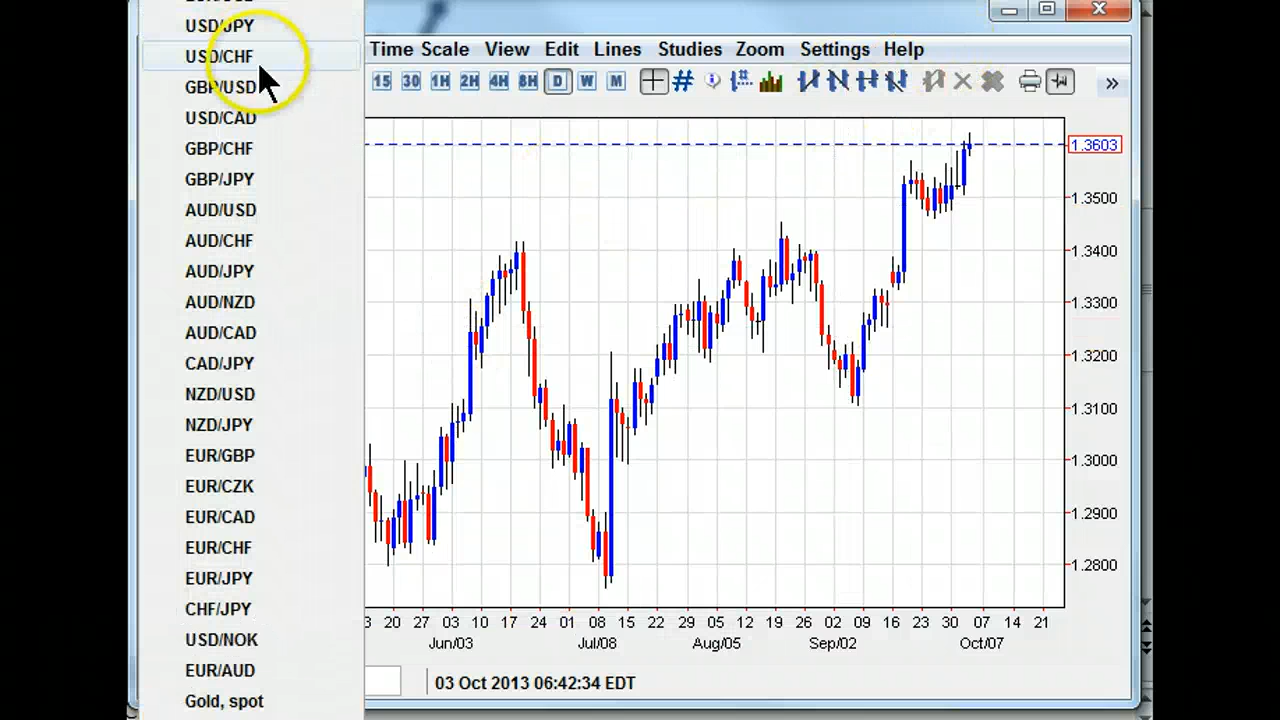 USD/JPY
USD/CHF
GBP/USD
USD/CAD
GBP/CHF
GBP/JPY
AUD/USD
AUD/CHF
AUD/JPY
AUD/NZD
AUD/CAD
CAD/JPY
NZD/USD
NZD/JPY
EUR/GBP
EUR/CZK
EUR/CAD
EUR/CHF
EUR/JPY
CHF/JPY
USD/NOK
EUR/AUD
Gold, spot
Time Scale View Edit Lines Studies Zoom Settings Help
15 30 1H 2H 4H 8H D W M
1.3603
1.3500
1.3400
1.3300
1.3200
1.3100
1.3000
1.2900
1.2800
3 20 27 03 10 17 24 01 08 15 22 29 05 12 19 26 02 09 16 23 30 07 14 21
Jun/03 Jul/08 Aug/05 Sep/02 Oct/07
03 Oct 2013 06:42:34 EDT